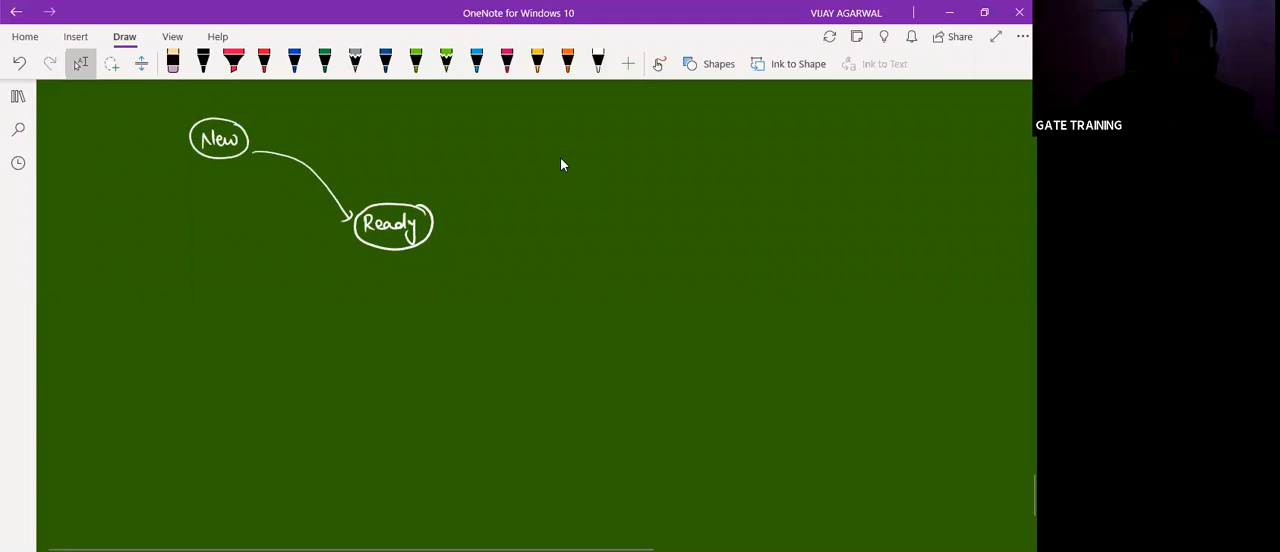 OneNote for Windows 10
VIJAY AGARWAL
Home Insert Draw View Help
Share
Shapes
Ink to Shape
Ink to Text
GATE TRAINING
New
Ready